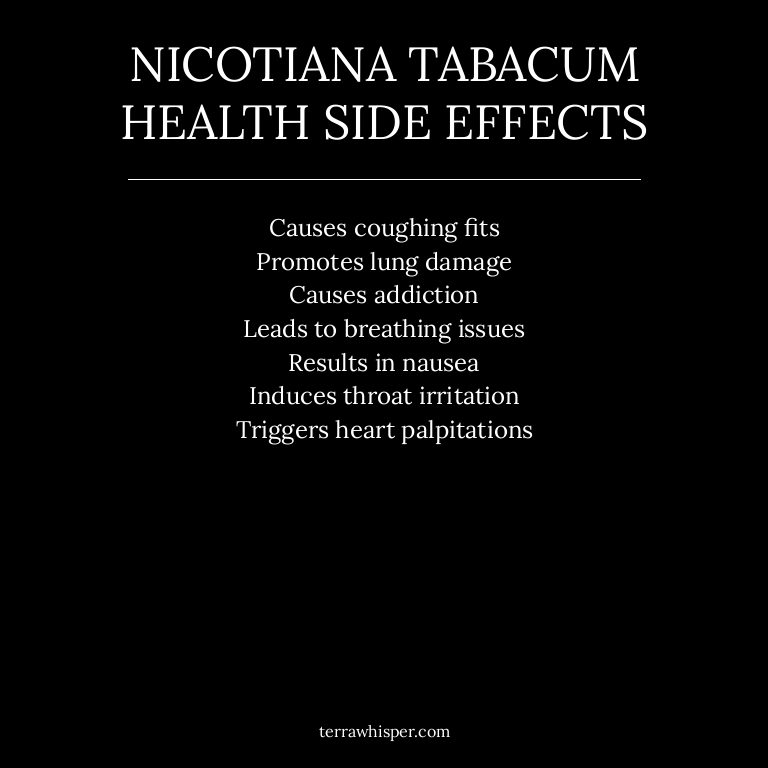 NICOTIANA TABACUM
HEALTH SIDE EFFECTS
Causes coughing fits
Promotes lung damage
Causes addiction
Leads to breathing issues
Results in nausea
Induces throat irritation
Triggers heart palpitations
terrawhisper.com